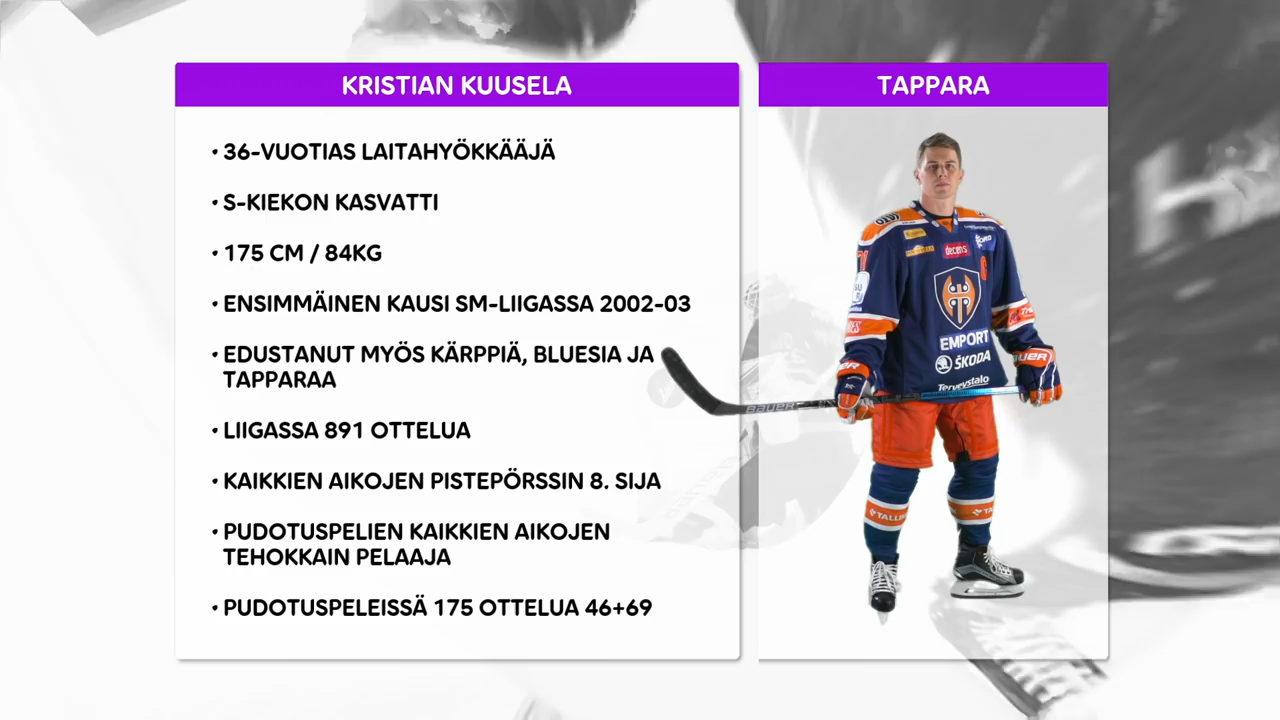 KRISTIAN KUUSELA
• 36-VUOTIAS LAITAHYÖKKÄÄJÄ
• S-KIEKON KASVATTI
• 175 CM / 84KG
• ENSIMMÄINEN KAUSI SM-LIIGASSA 2002-03
• EDUSTANUT MYÖS KÄRPPIÄ, BLUESIA JA
TAPPARAA
• LIIGASSA 891 OTTELUA
• KAIKKIEN AIKOJEN PISTEPÖRSSIN 8. SIJA
• PUDOTUSPELIEN KAIKKIEN AIKOJEN
TEHOKKAIN PELAAJA
• PUDOTUSPELEISSÄ 175 OTTELUA 46+69
TAPPARA
decens
EMPORT
ŠKODA
Terveystalo
BAUER